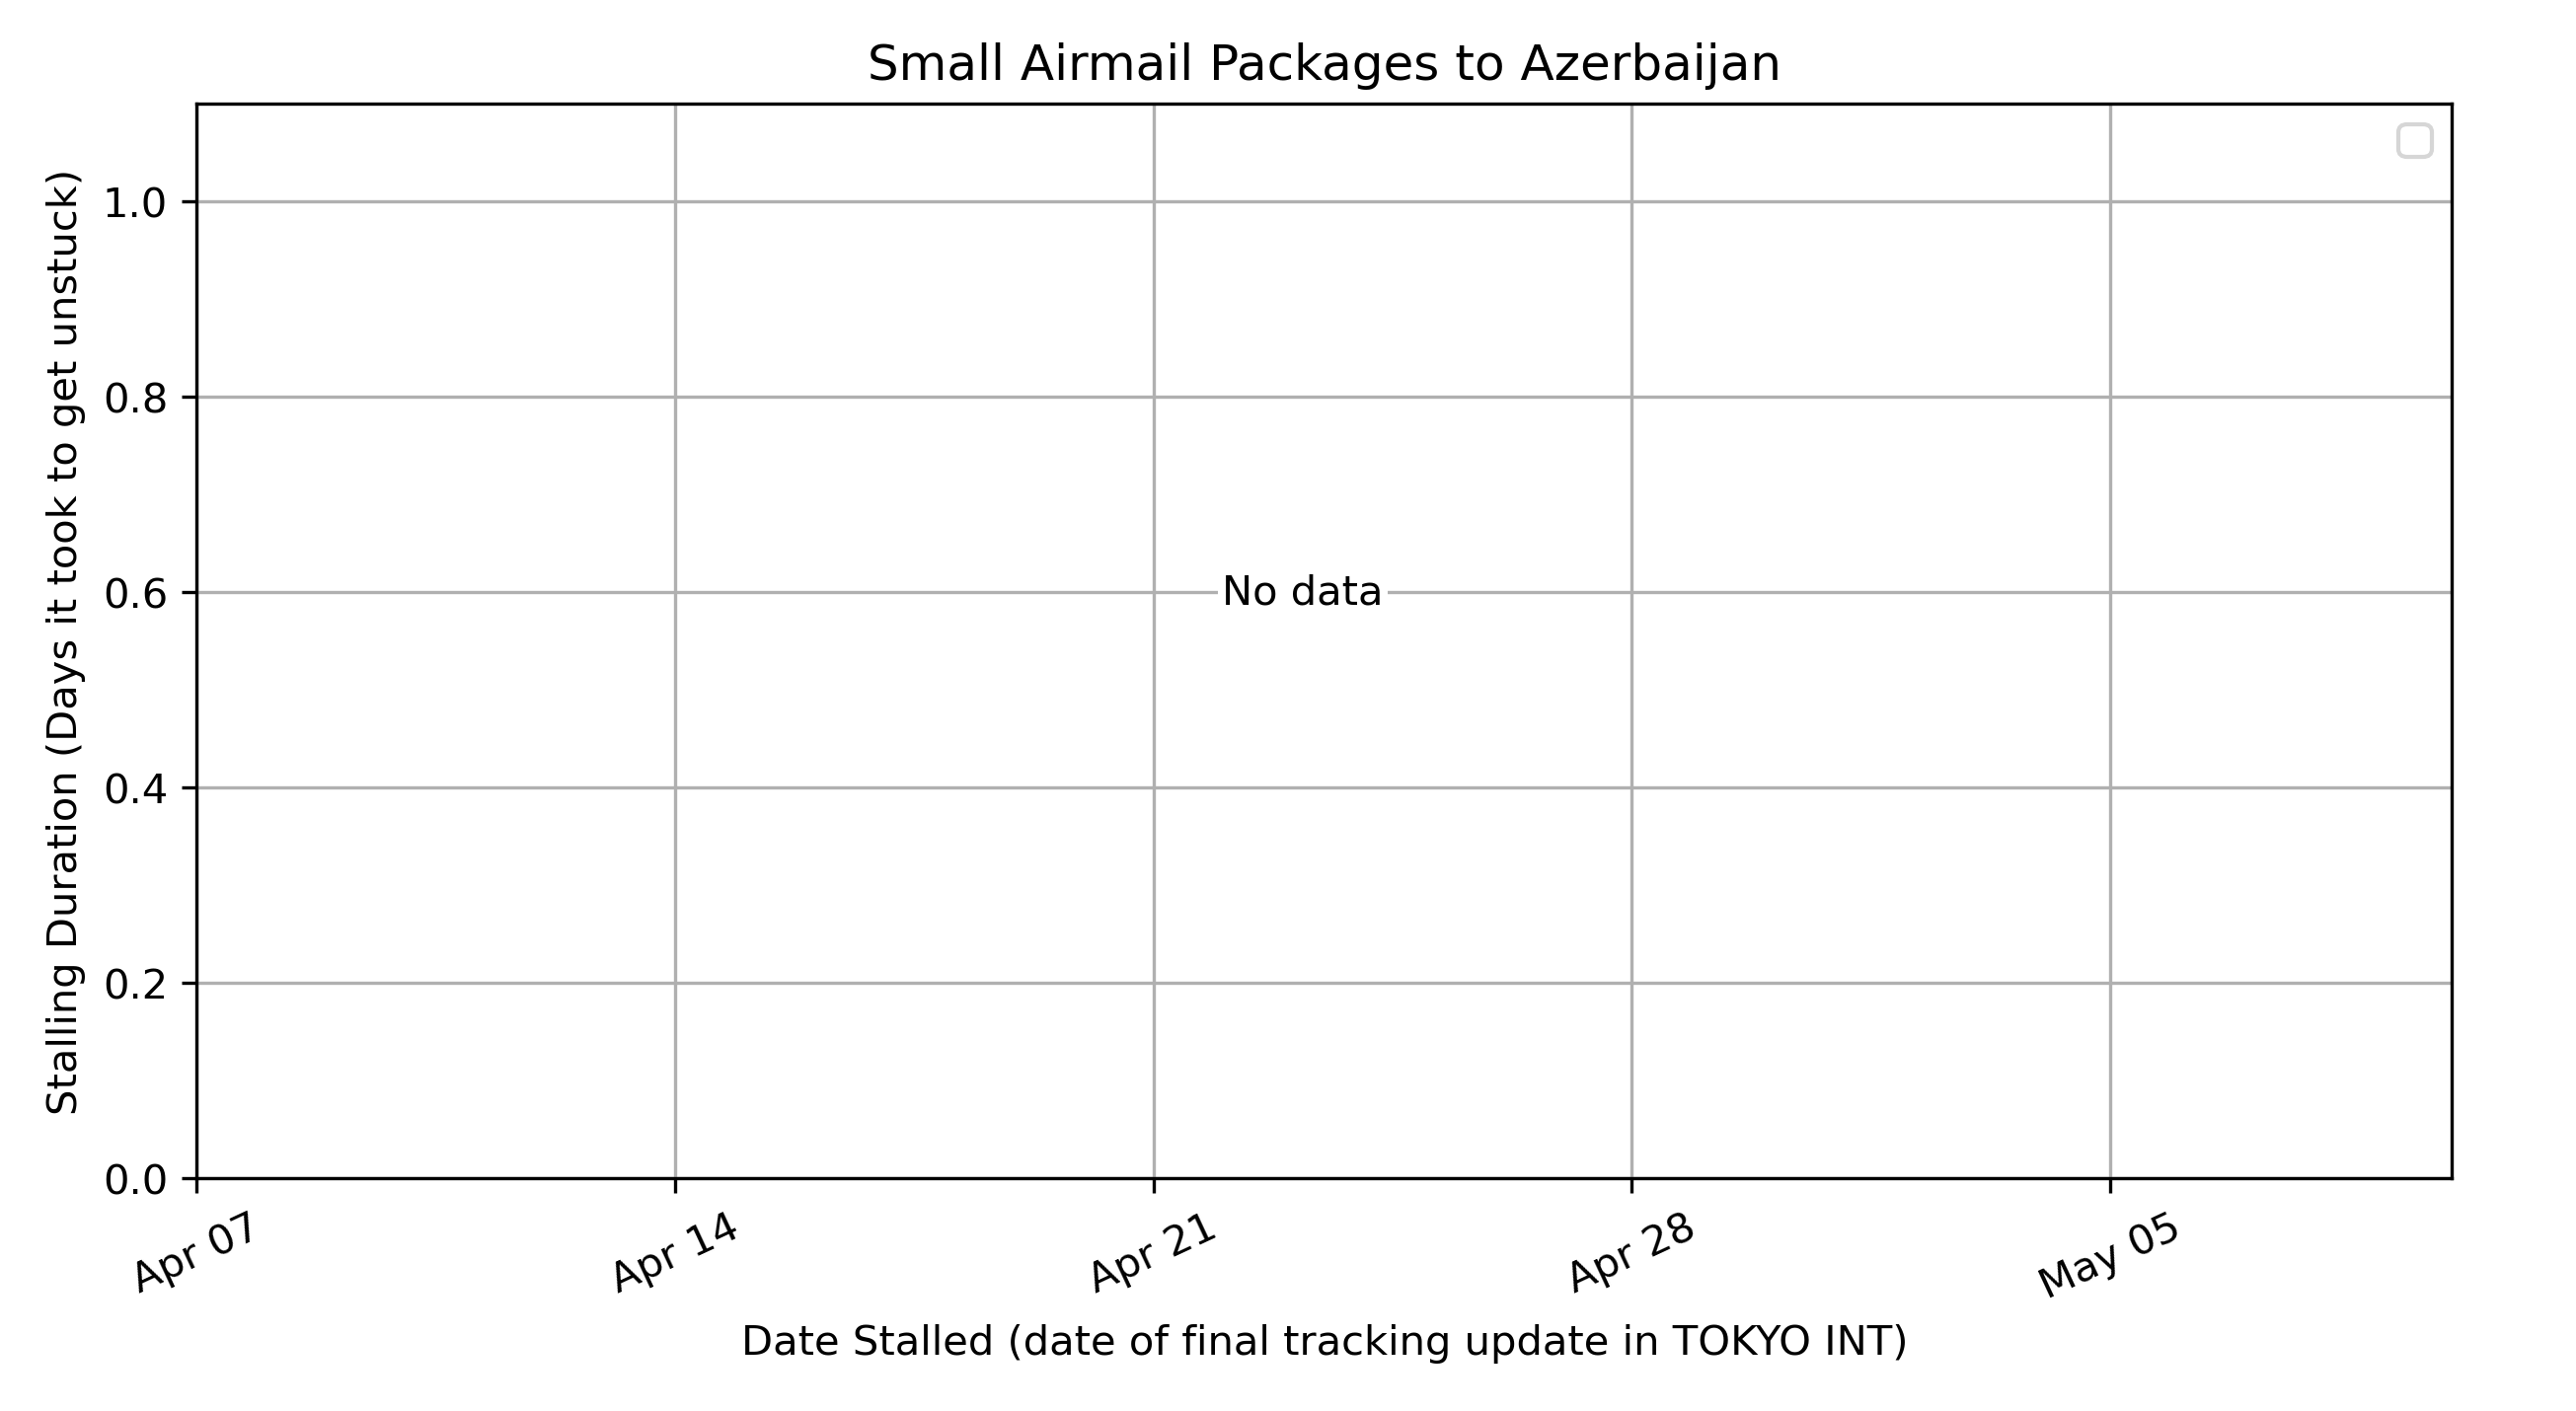 Small Airmail Packages to Azerbaijan
Stalling Duration (Days it took to get unstuck)
1.0
0.8
0.6
0.4
0.2
0.0
No data
Apr 07
Apr 14
Apr 21
Apr 28
May 05
Date Stalled (date of final tracking update in TOKYO INT)